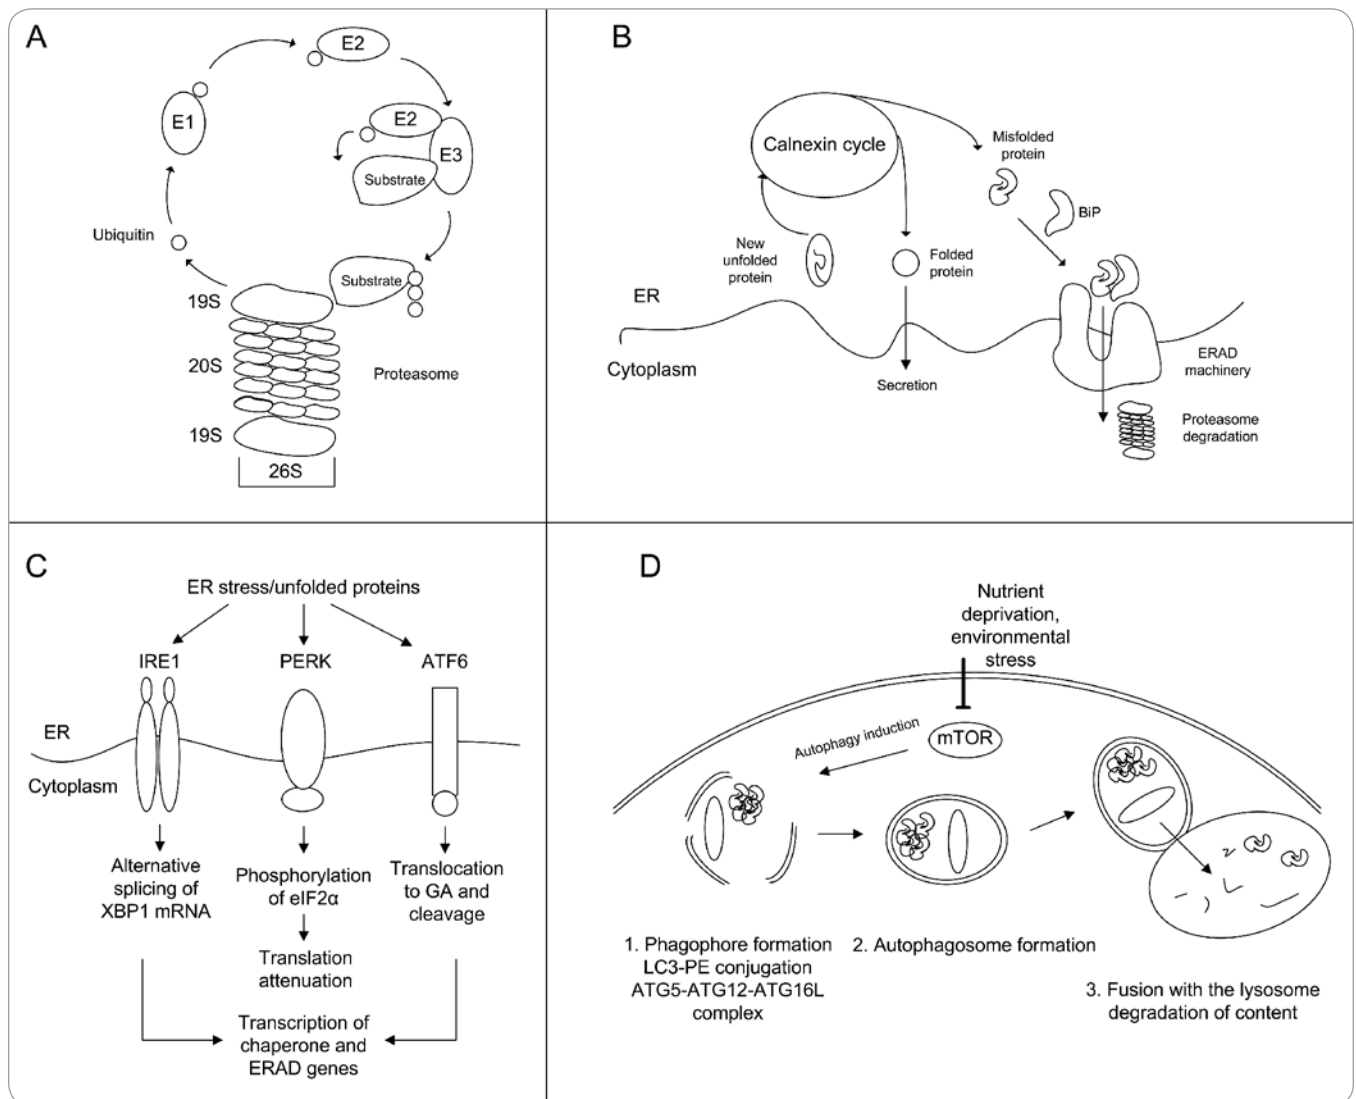 A
E2
E1
E2
E3
Substrate
Ubiquitin
Substrate
19S
20S
Proteasome
19S
26S
B
Calnexin cycle
Misfolded
protein
BiP
New
unfolded
protein
Folded
protein
ER
Cytoplasm
Secretion
ERAD
machinery
Proteasome
degradation
C
ER stress/unfolded proteins
IRE1
PERK
ATF6
ER
Cytoplasm
Alternative
splicing of
XBP1 mRNA
Phosphorylation
of eIF2α
Translocation
to GA and
cleavage
Translation
attenuation
Transcription of
chaperone and
ERAD genes
D
Nutrient
deprivation,
environmental
stress
Autophagy induction
mTOR
1. Phagophore formation
LC3-PE conjugation
ATG5-ATG12-ATG16L
complex
2. Autophagosome formation
3. Fusion with the lysosome
degradation of content